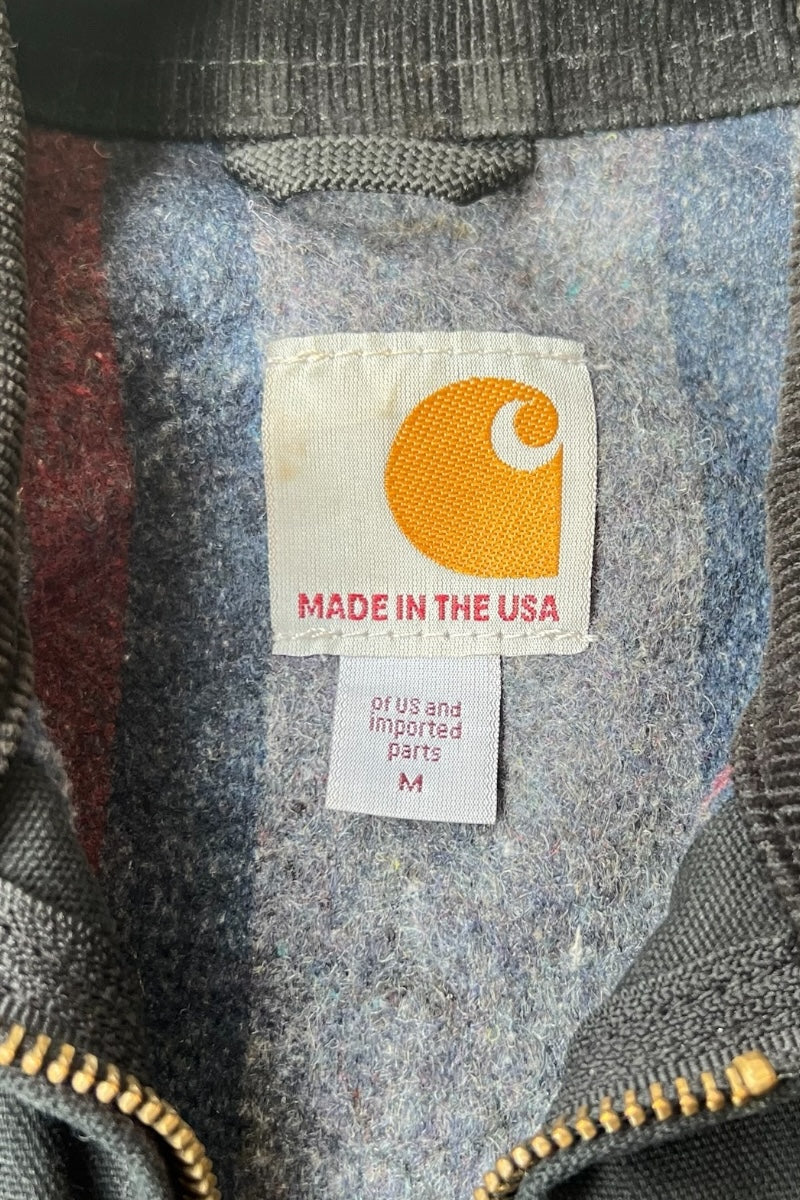 MADE IN THE USA
of US and
imported
parts
M